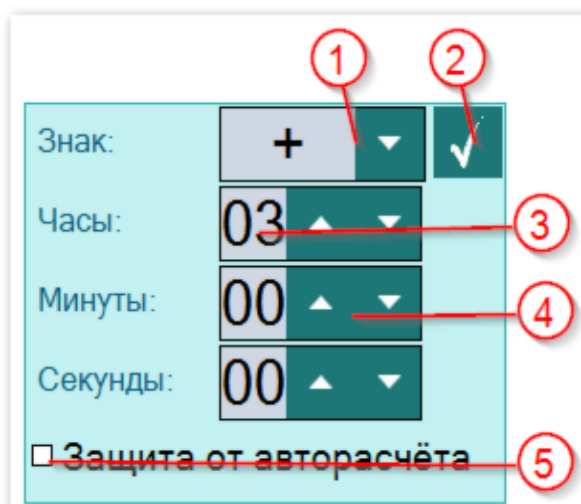 1 2
Знак: +
Часы: 03 3
Минуты: 00 4
Секунды: 00
Защита от авторасчёта 5